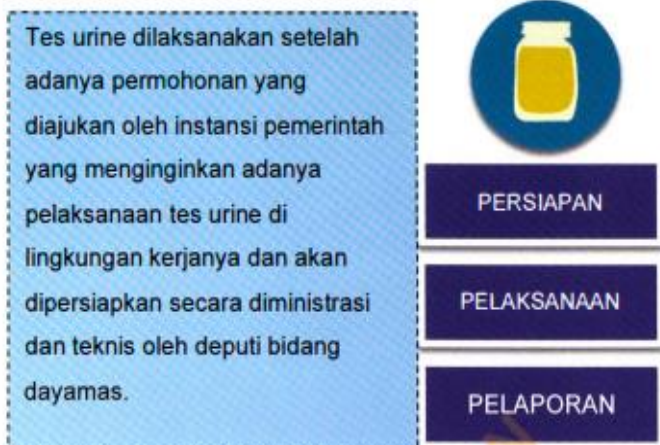 Tes urine dilaksanakan setelah
adanya permohonan yang
diajukan oleh instansi pemerintah
yang menginginkan adanya
pelaksanaan tes urine di
lingkungan kerjanya dan akan
dipersiapkan secara diministrasi
dan teknis oleh deputi bidang
dayamas.
PERSIAPAN
PELAKSANAAN
PELAPORAN